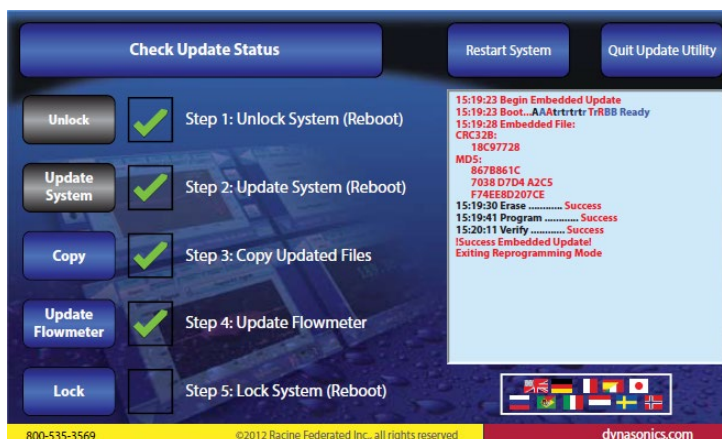 Check Update Status
Restart System
Quit Update Utility
Unlock
Step 1: Unlock System (Reboot)
Update
System
Step 2: Update System (Reboot)
Copy
Step 3: Copy Updated Files
Update
Flowmeter
Step 4: Update Flowmeter
Lock
Step 5: Lock System (Reboot)
15:19:23 Begin Embedded Update
15:19:23 Boot...AAAtrtrtrtrTrRBB Ready
15:19:28 Embedded File:
CRC32B:
18C97728
MD5:
867B861C
7038 D7D4 A2C5
F74EE8D207CE
15:19:30 Erase ............ Success
15:19:41 Program ............ Success
15:20:11 Verify ............ Success
!Success Embedded Update!
Exiting Reprogramming Mode
800-535-3569
©2012 Racine Federated Inc., all rights reserved
dynasonics.com